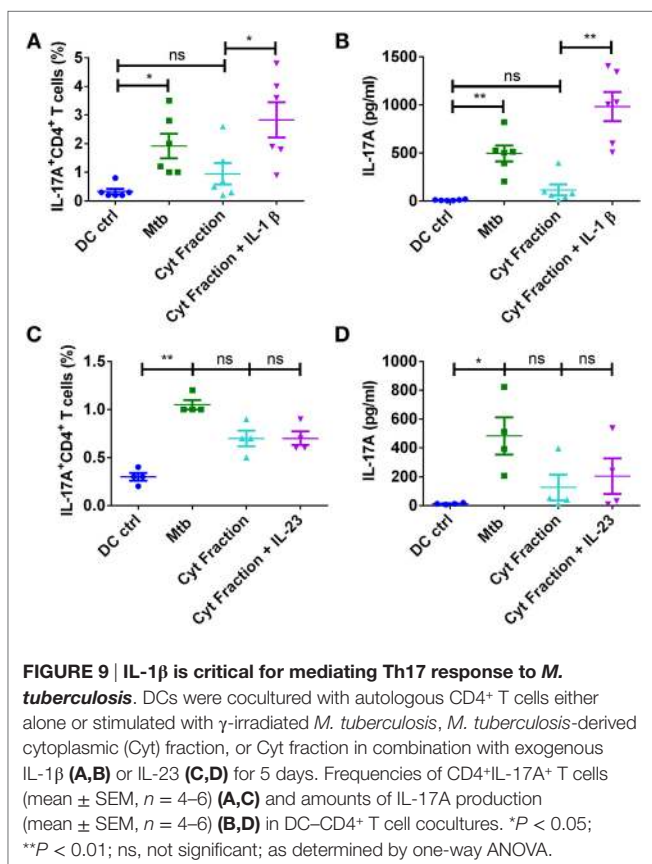 A
IL-17A+CD4+ T cells (%)
5
4
3
2
1
0
ns
*
*
DC ctrl
Mtb
Cyt Fraction
Cyt Fraction + IL-1 β
B
IL-17A (pg/ml)
1500
1000
500
0
ns
**
**
DC ctrl
Mtb
Cyt Fraction
Cyt Fraction + IL-1 β
C
IL-17A+CD4+ T cells (%)
1.5
1.0
0.5
0.0
**
ns
ns
DC ctrl
Mtb
Cyt Fraction
Cyt Fraction + IL-23
D
IL-17A (pg/ml)
1000
800
600
400
200
0
*
ns
ns
DC ctrl
Mtb
Cyt Fraction
Cyt Fraction + IL-23
FIGURE 9 | IL-1β is critical for mediating Th17 response to M.
tuberculosis. DCs were cocultured with autologous CD4+ T cells either
alone or stimulated with γ-irradiated M. tuberculosis, M. tuberculosis-derived
cytoplasmic (Cyt) fraction, or Cyt fraction in combination with exogenous
IL-1β (A,B) or IL-23 (C,D) for 5 days. Frequencies of CD4+IL-17A+ T cells
(mean ± SEM, n = 4–6) (A,C) and amounts of IL-17A production
(mean ± SEM, n = 4–6) (B,D) in DC–CD4+ T cell cocultures. *P < 0.05;
**P < 0.01; ns, not significant; as determined by one-way ANOVA.